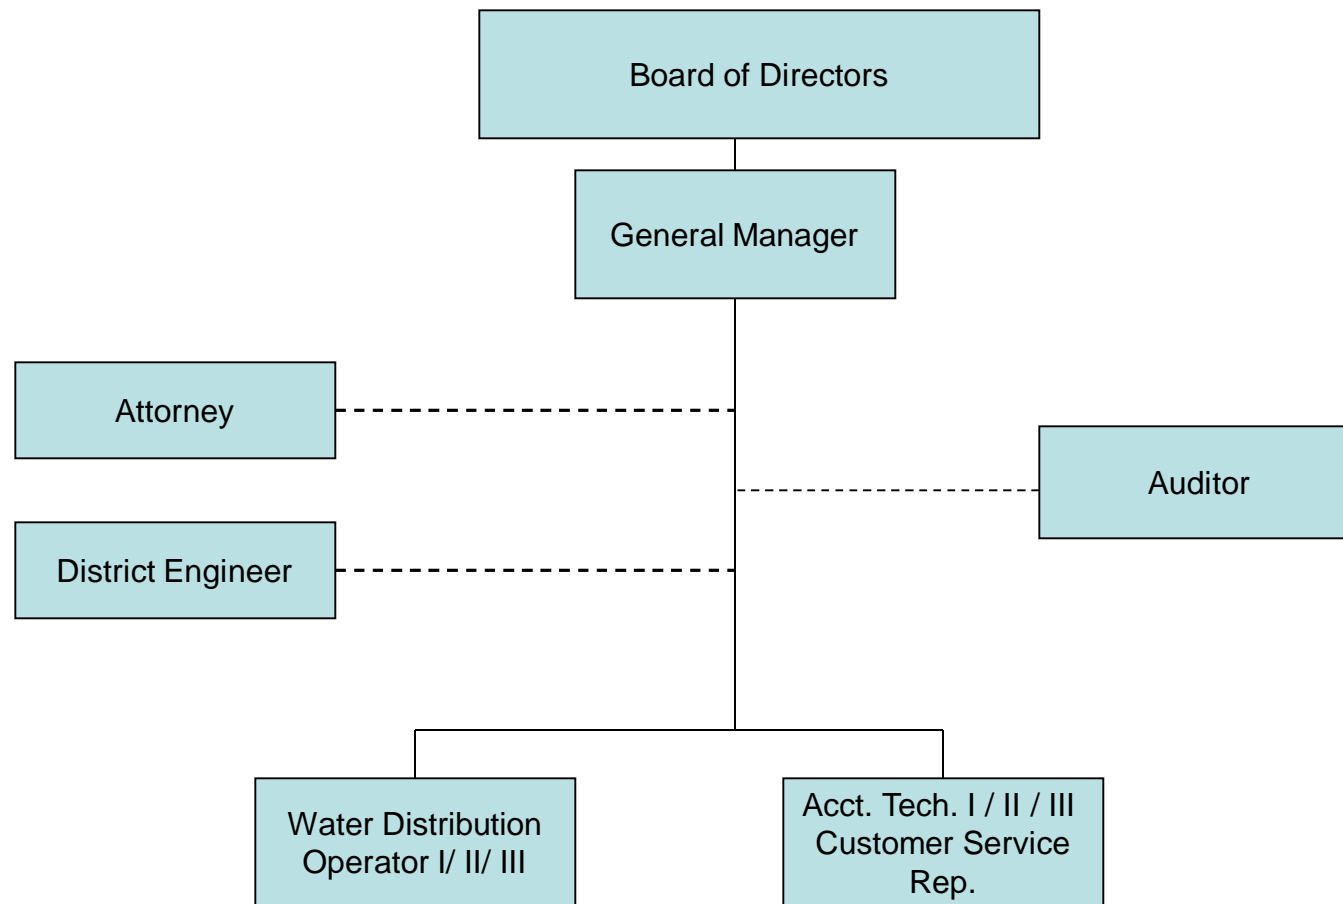 Board of Directors
General Manager
Attorney
Auditor
District Engineer
Water Distribution
Operator I/ II/ III
Acct. Tech. I / II / III
Customer Service
Rep.